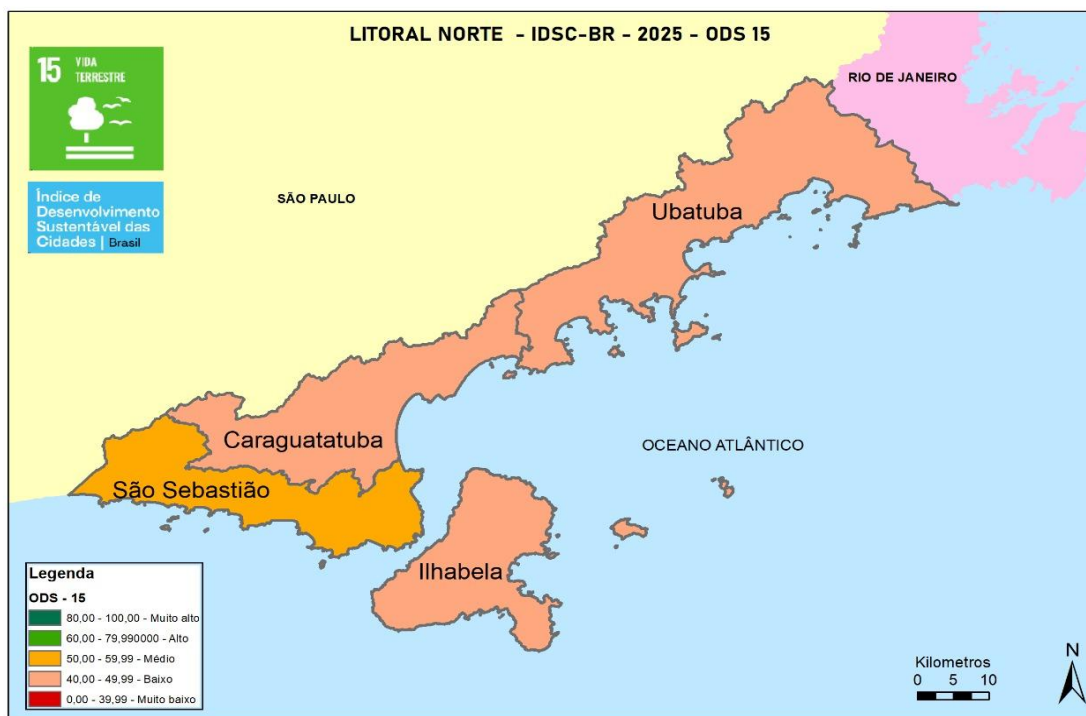 LITORAL NORTE - IDSC-BR - 2025 - ODS 15
15 VIDA
TERRESTRE
Índice de
Desenvolvimento
Sustentável das
Cidades | Brasil
RIO DE JANEIRO
SÃO PAULO
Ubatuba
Caraguatatuba
OCEANO ATLÂNTICO
São Sebastião
Ilhabela
Legenda
ODS - 15
80,00 - 100,00 - Muito alto
60,00 - 79,990000 - Alto
50,00 - 59,99 - Médio
40,00 - 49,99 - Baixo
0,00 - 39,99 - Muito baixo
Kilometros
0 5 10
N